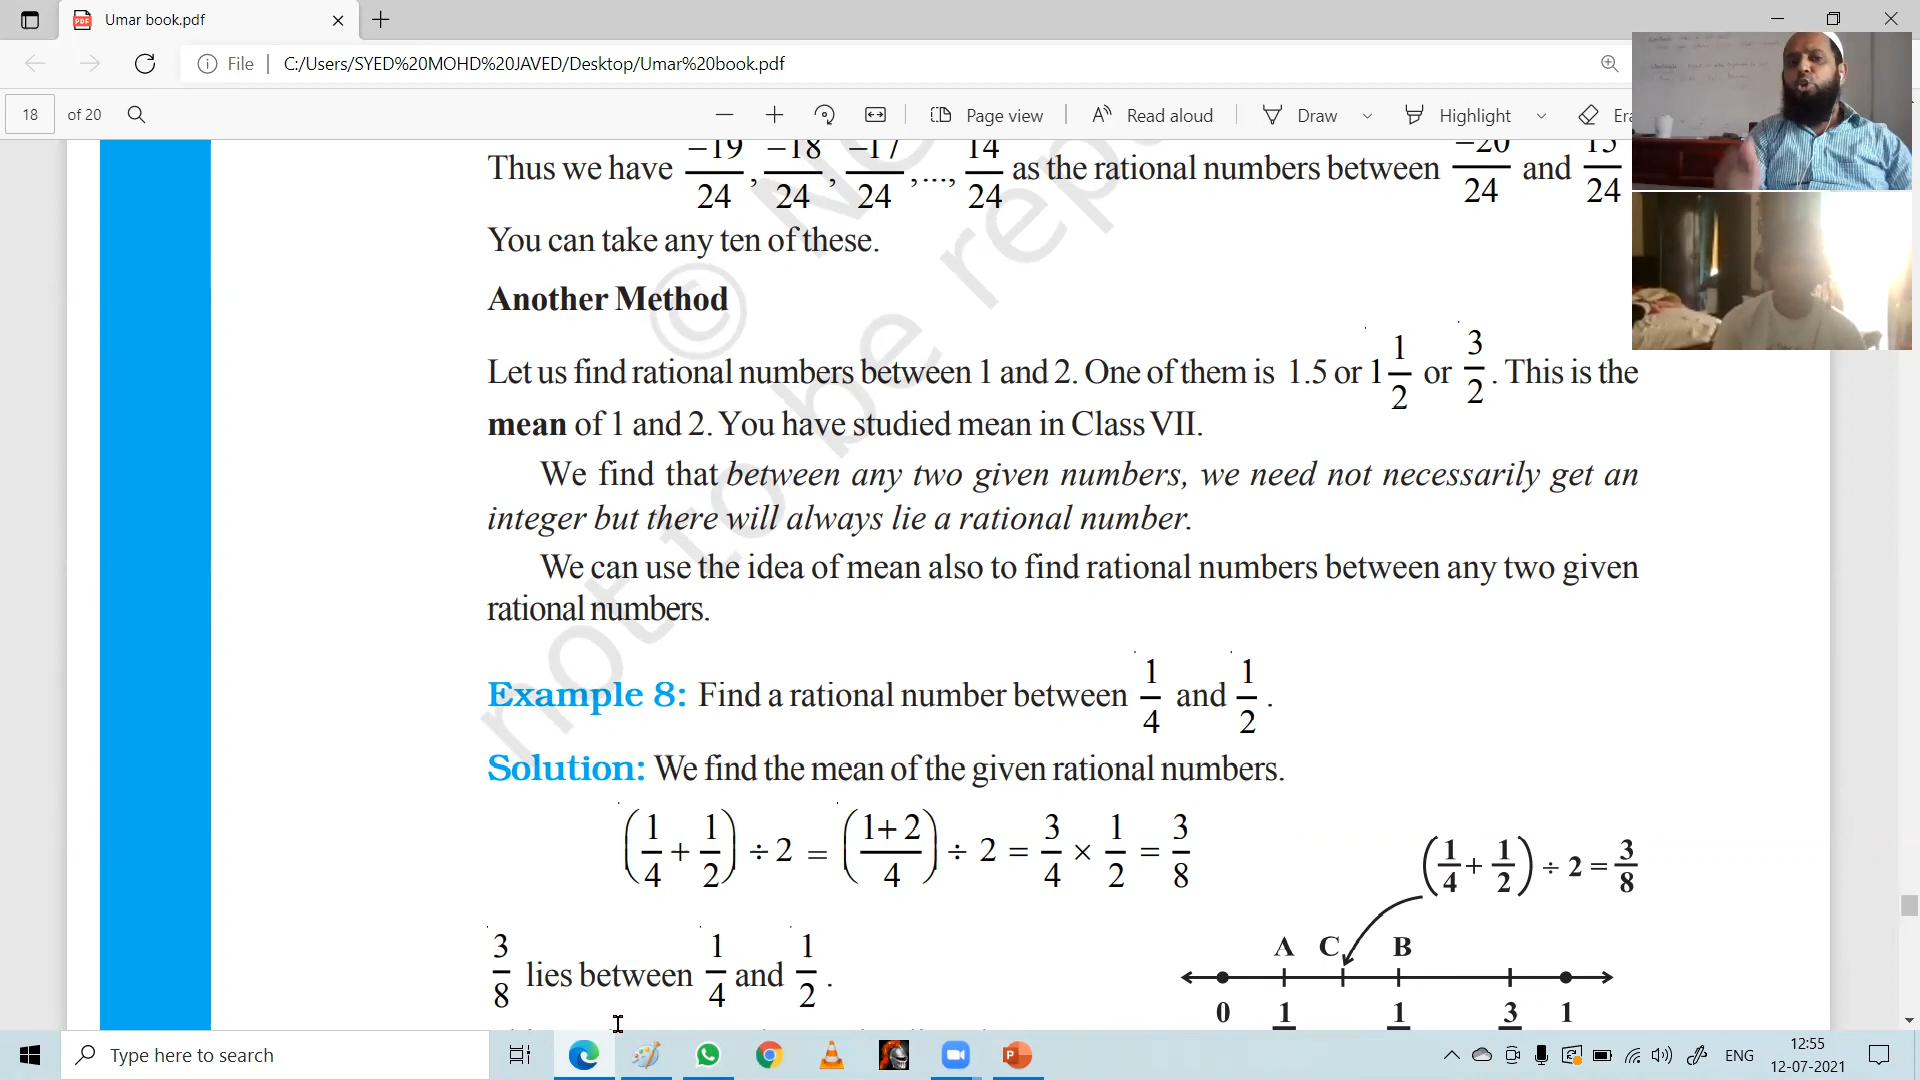 Umar book.pdf
File | C:/Users/SYED%20MOHD%20JAVED/Desktop/Umar%20book.pdf
18 of 20 Page view Read aloud Draw Highlight
Thus we have −19/24, −18/24, −17/24, ..., 14/24 as the rational numbers between −20/24 and 15/24
You can take any ten of these.
Another Method
Let us find rational numbers between 1 and 2. One of them is 1.5 or 1 1/2 or 3/2. This is the
mean of 1 and 2. You have studied mean in Class VII.
We find that between any two given numbers, we need not necessarily get an
integer but there will always lie a rational number.
We can use the idea of mean also to find rational numbers between any two given
rational numbers.
Example 8: Find a rational number between 1/4 and 1/2.
Solution: We find the mean of the given rational numbers.
(1/4 + 1/2) ÷ 2 = ((1+2)/4) ÷ 2 = 3/4 × 1/2 = 3/8
(1/4 + 1/2) ÷ 2 = 3/8
3/8 lies between 1/4 and 1/2.
A C B
0 1 1 3 1
not to be
Type here to search
ENG
12:55
12-07-2021